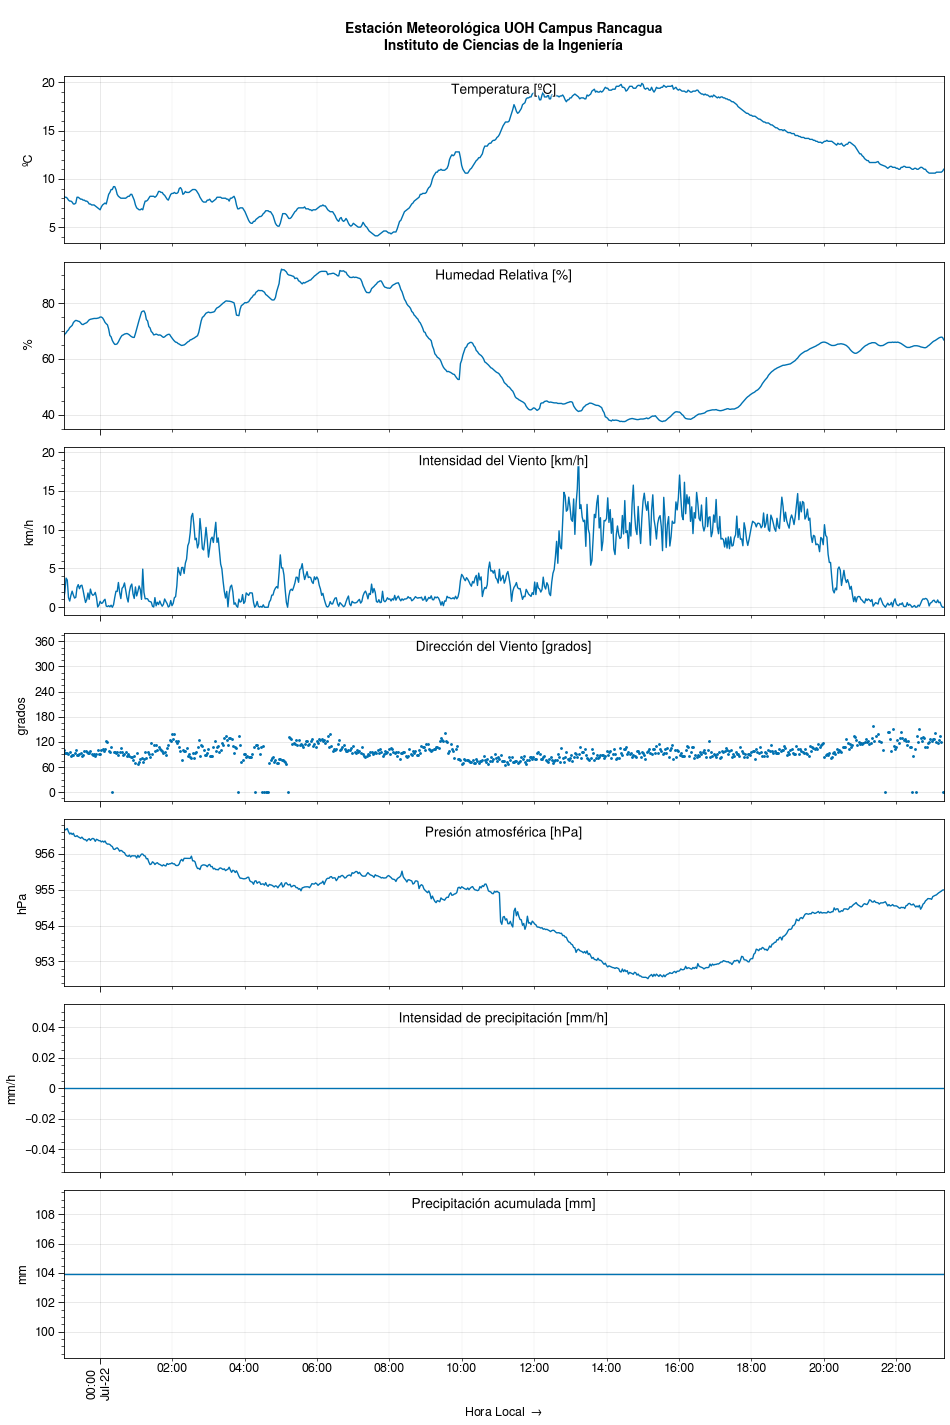 Estación Meteorológica UOH Campus Rancagua
Instituto de Ciencias de la Ingeniería
Temperatura [ºC]
ºC
20
15
10
5
Humedad Relativa [%]
%
80
60
40
Intensidad del Viento [km/h]
km/h
20
15
10
5
0
Dirección del Viento [grados]
grados
360
300
240
180
120
60
0
Presión atmosférica [hPa]
hPa
956
955
954
953
Intensidad de precipitación [mm/h]
mm/h
0.04
0.02
0
−0.02
−0.04
Precipitación acumulada [mm]
mm
108
106
104
102
100
00:00
Jul-22
02:00
04:00
06:00
08:00
10:00
12:00
14:00
16:00
18:00
20:00
22:00
Hora Local →